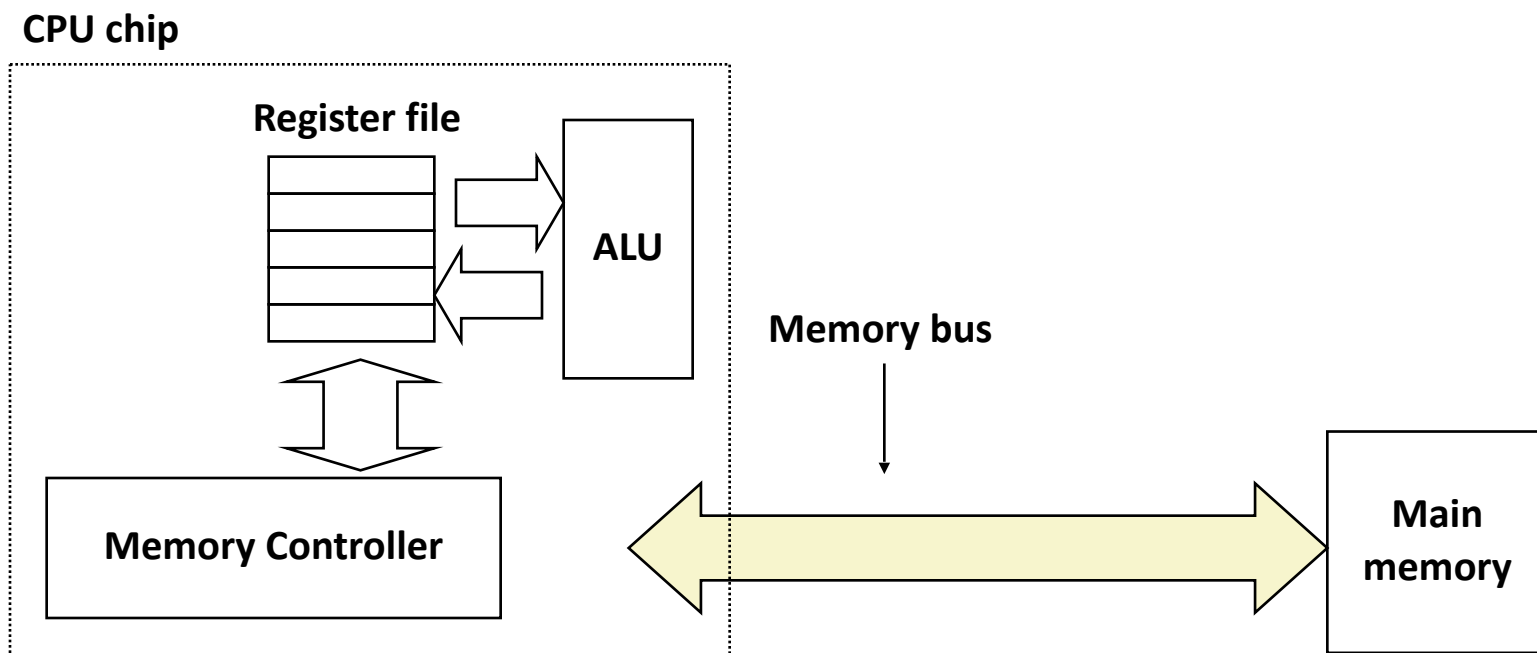 CPU chip
Register file
ALU
Memory bus
Memory Controller
Main
memory